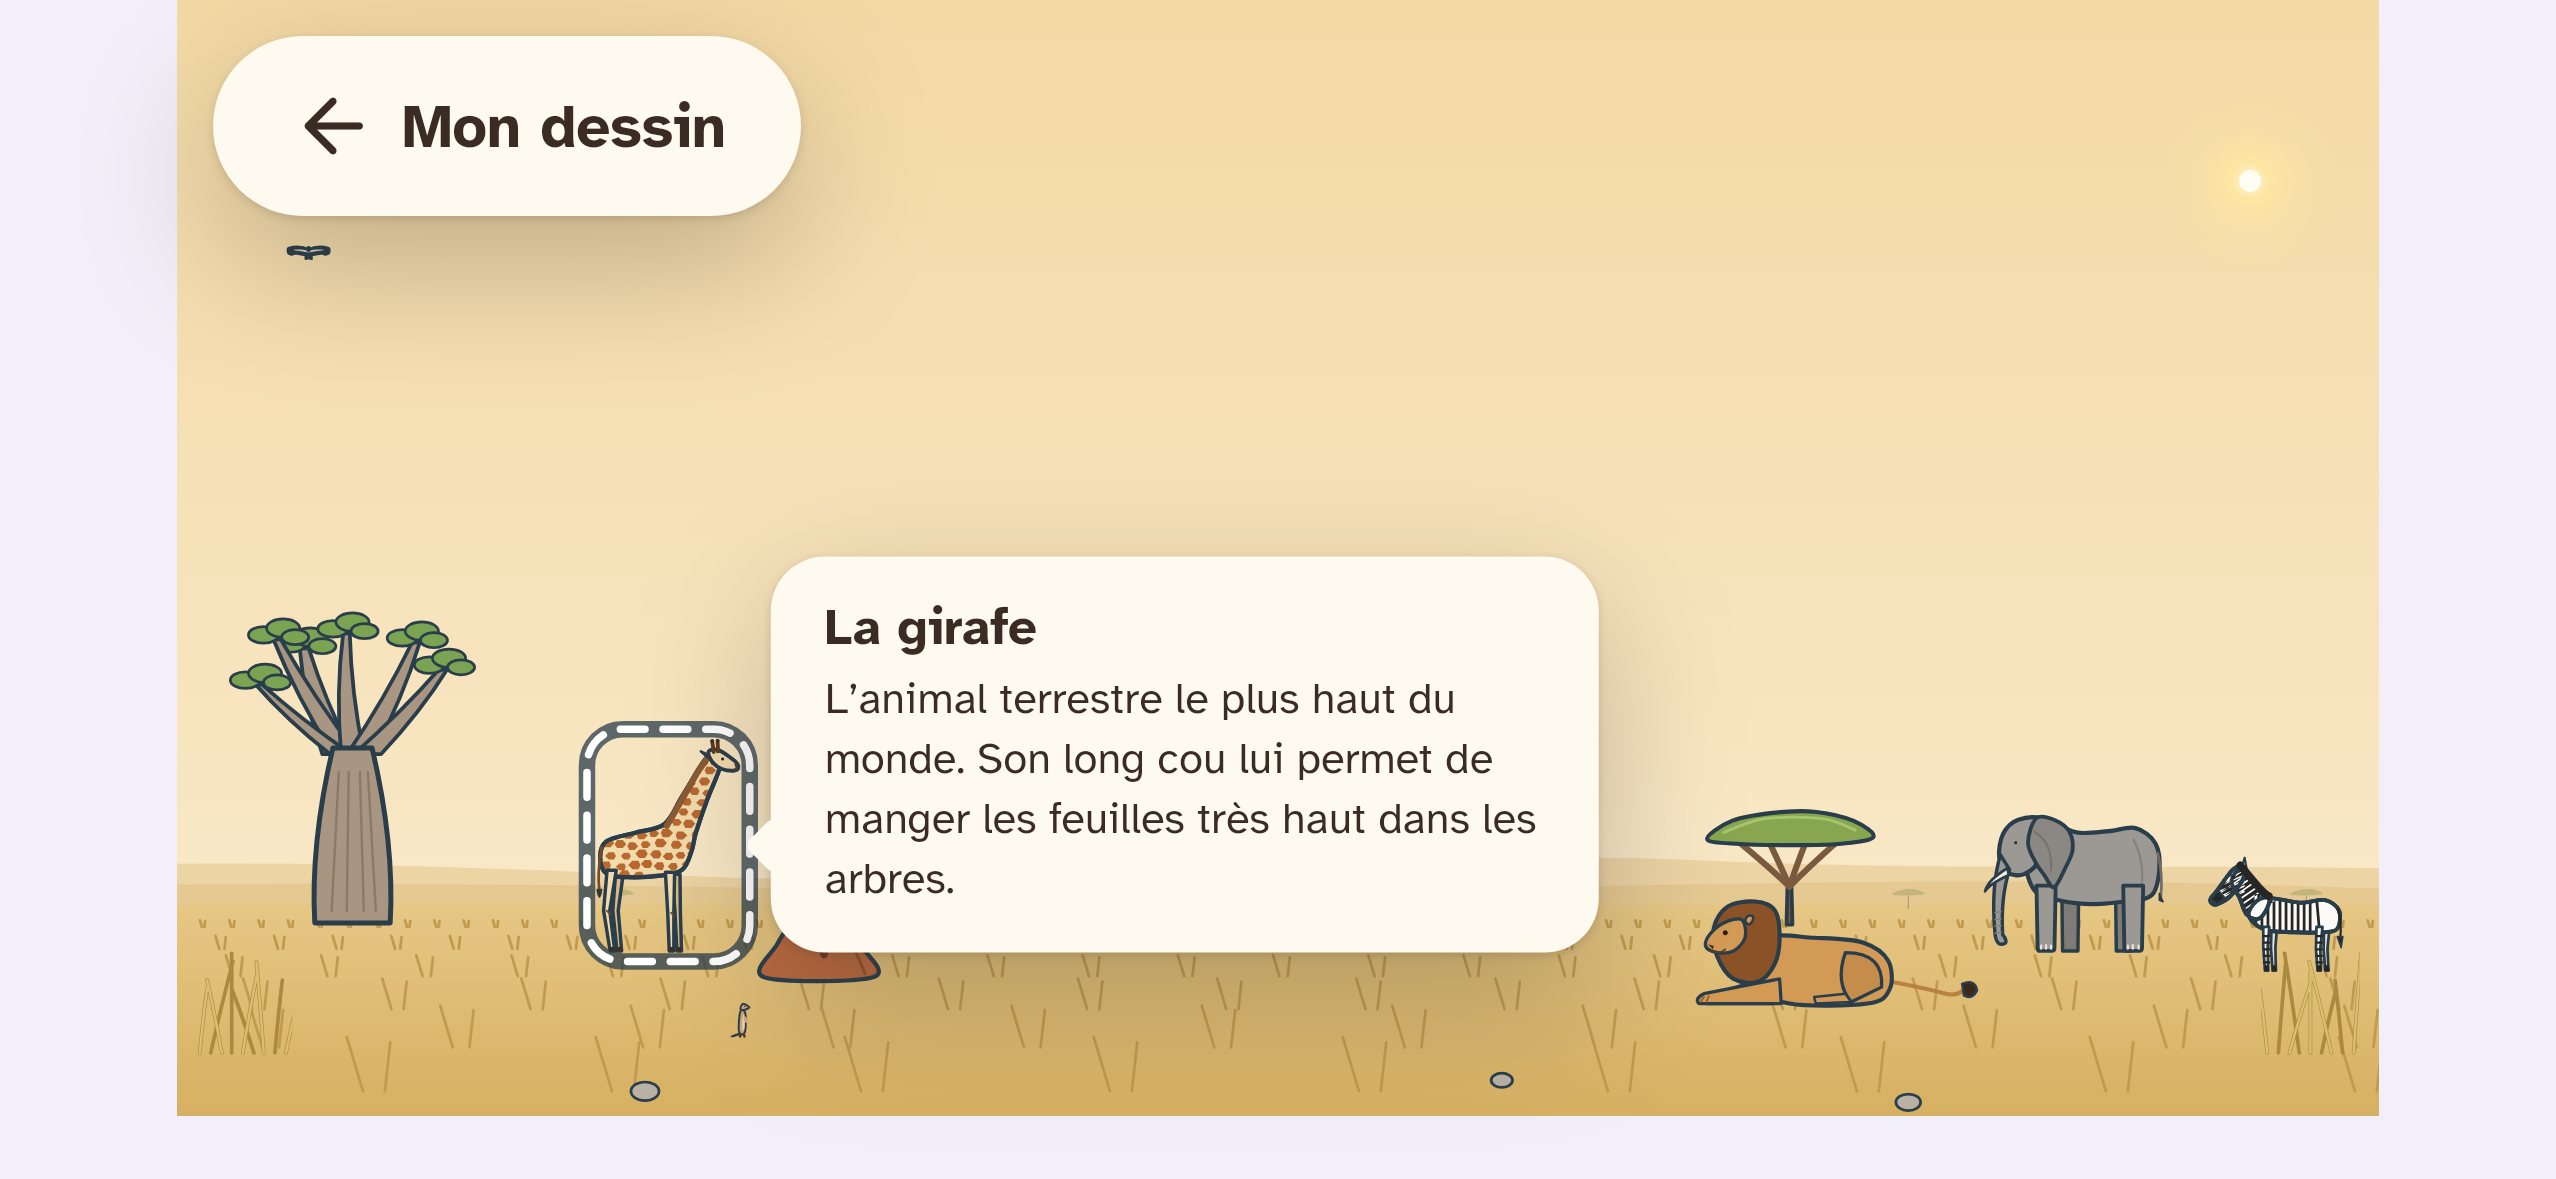 Mon dessin
La girafe
L’animal terrestre le plus haut du
monde. Son long cou lui permet de
manger les feuilles très haut dans les
arbres.